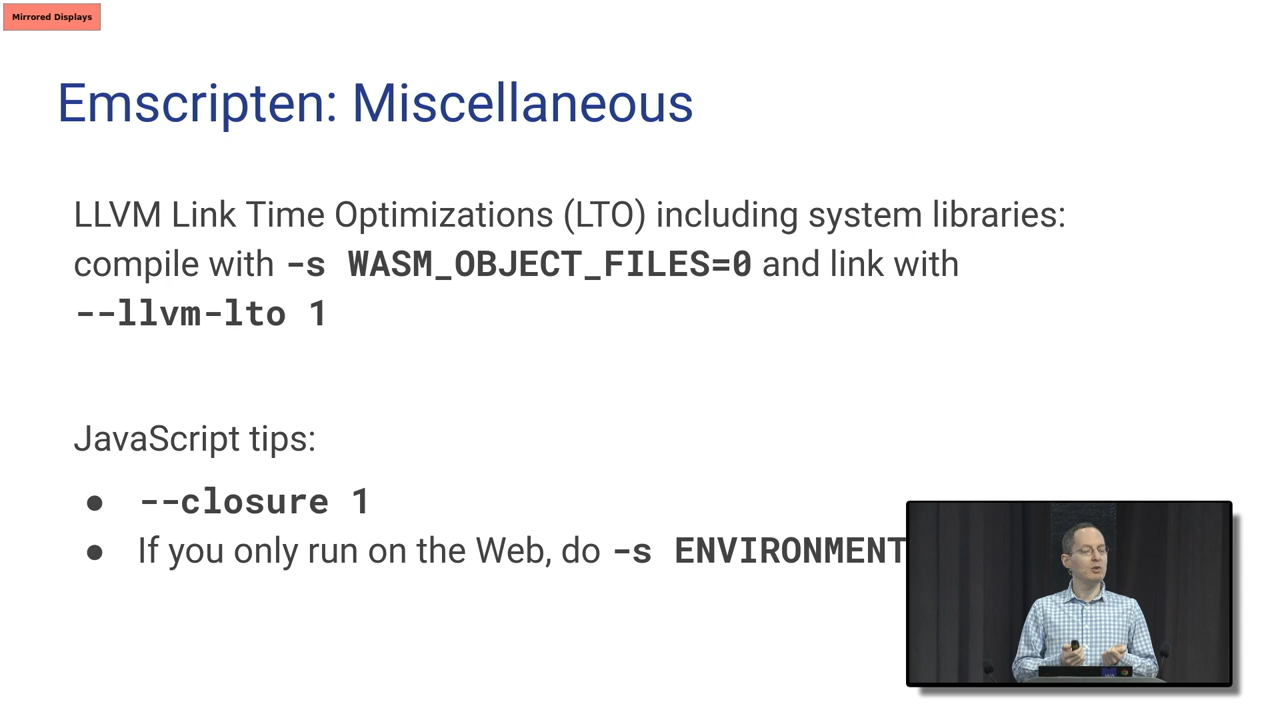 Mirrored Displays
Emscripten: Miscellaneous
LLVM Link Time Optimizations (LTO) including system libraries:
compile with -s WASM_OBJECT_FILES=0 and link with
--llvm-lto 1
JavaScript tips:
● --closure 1
● If you only run on the Web, do -s ENVIRONMENT